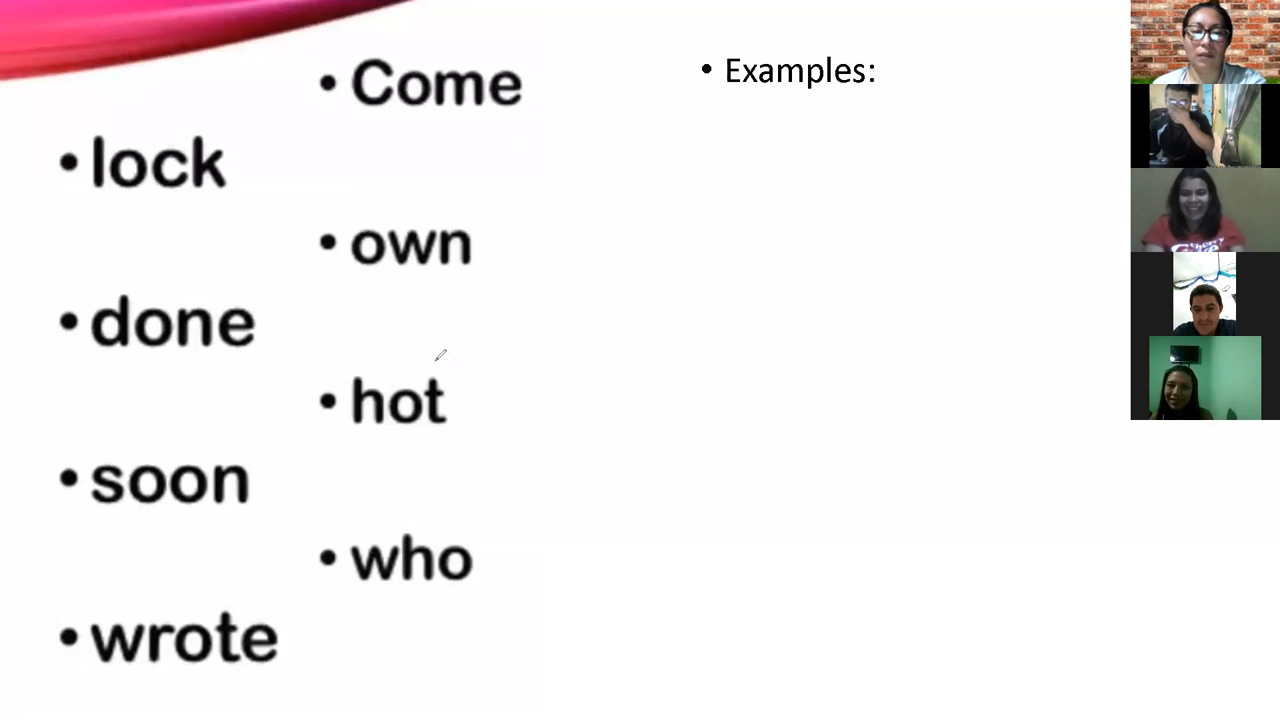 • Come
• lock
• own
• done
• hot
• soon
• who
• wrote
• Examples: